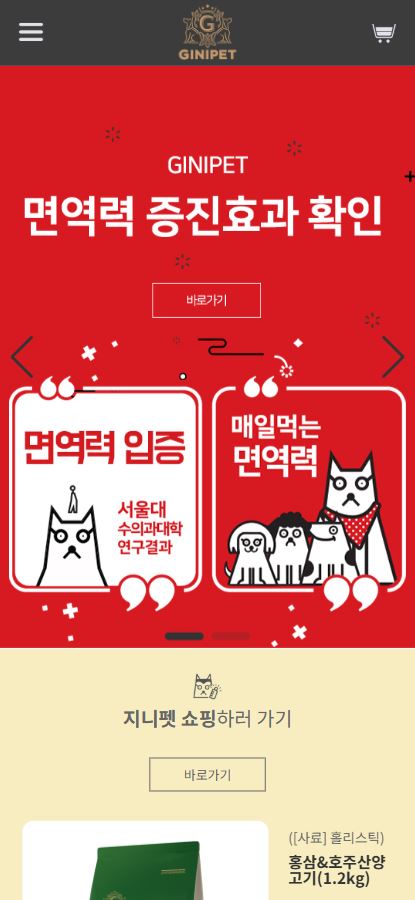 GINIPET
GINIPET
면역력 증진효과 확인
바로가기
면역력 입증
서울대
수의과대학
연구결과
매일먹는
면역력
지니펫 쇼핑하러 가기
바로가기
([사료] 홀리스틱)
홍삼&호주산양
고기(1.2kg)